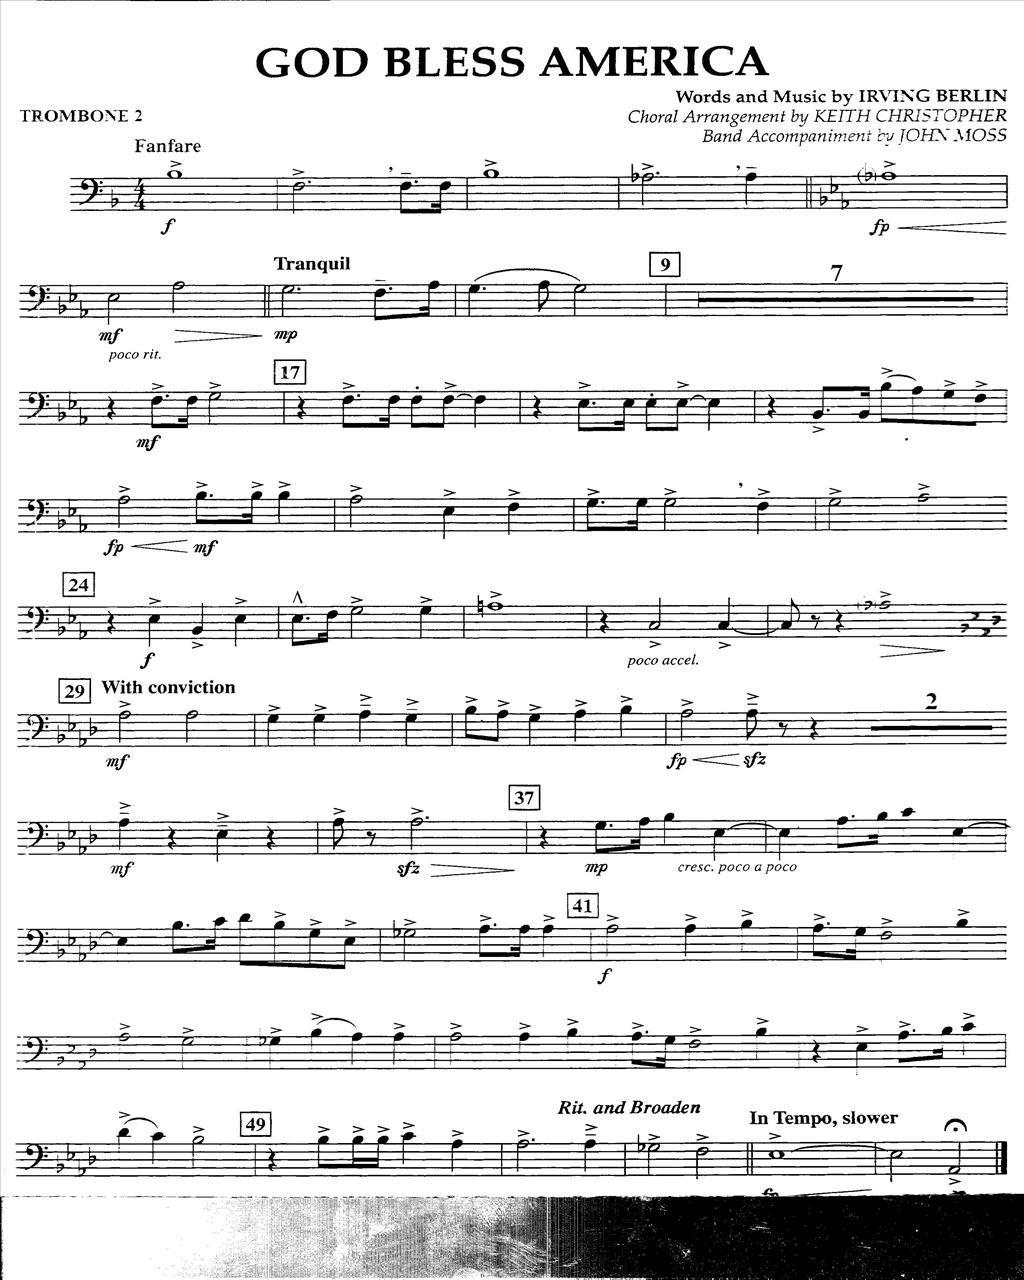 GOD BLESS AMERICA
Words and Music by IRVING BERLIN
TROMBONE 2
Choral Arrangement by KEITH CHRISTOPHER
Band Accompaniment by JOHN MOSS
Fanfare
f
fp
Tranquil
9
7
mf
mp
poco rit.
17
mf
fp
mf
24
f
poco accel.
29 With conviction
2
mf
fp
sfz
37
mf
sfz
mp
cresc. poco a poco
41
f
49
Rit. and Broaden
In Tempo, slower